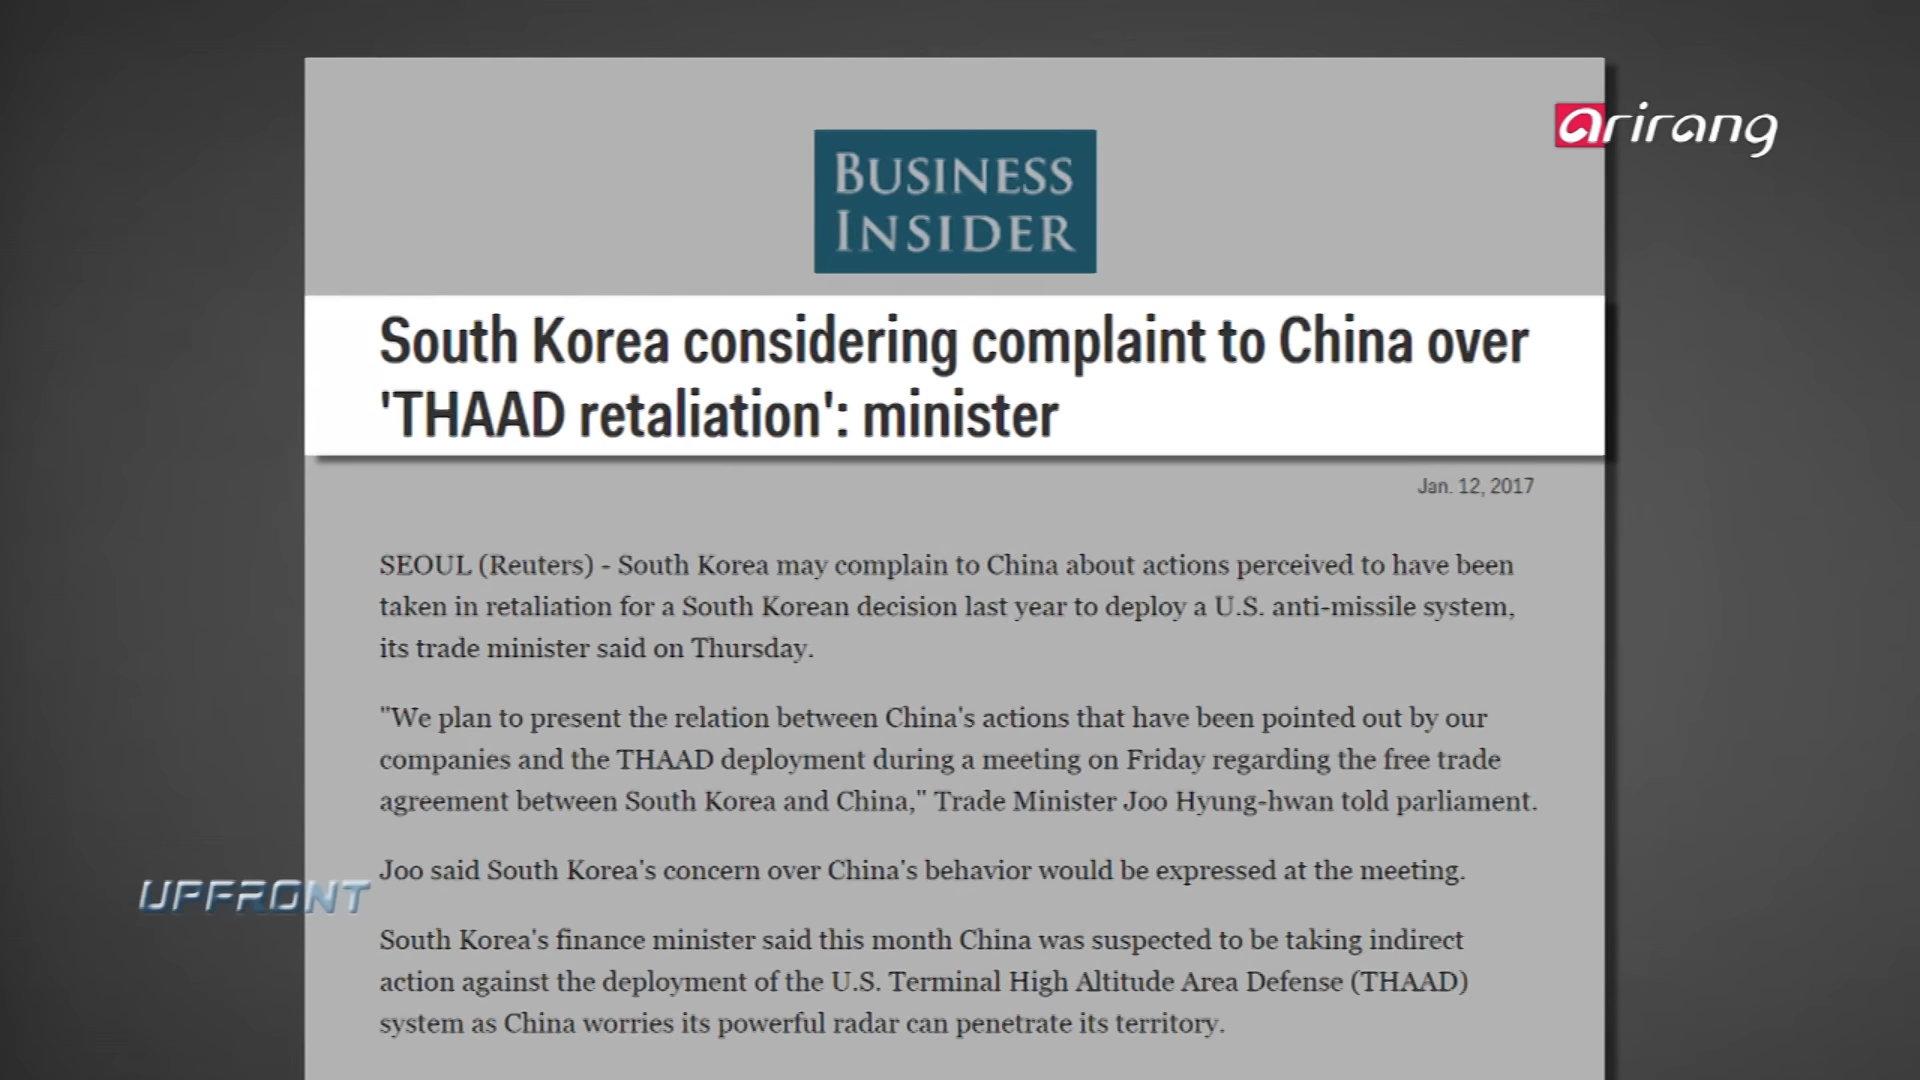 arirang
BUSINESS
INSIDER
South Korea considering complaint to China over
'THAAD retaliation': minister
Jan. 12, 2017
SEOUL (Reuters) - South Korea may complain to China about actions perceived to have been
taken in retaliation for a South Korean decision last year to deploy a U.S. anti-missile system,
its trade minister said on Thursday.
"We plan to present the relation between China's actions that have been pointed out by our
companies and the THAAD deployment during a meeting on Friday regarding the free trade
agreement between South Korea and China," Trade Minister Joo Hyung-hwan told parliament.
Joo said South Korea's concern over China's behavior would be expressed at the meeting.
UPFRONT
South Korea's finance minister said this month China was suspected to be taking indirect
action against the deployment of the U.S. Terminal High Altitude Area Defense (THAAD)
system as China worries its powerful radar can penetrate its territory.